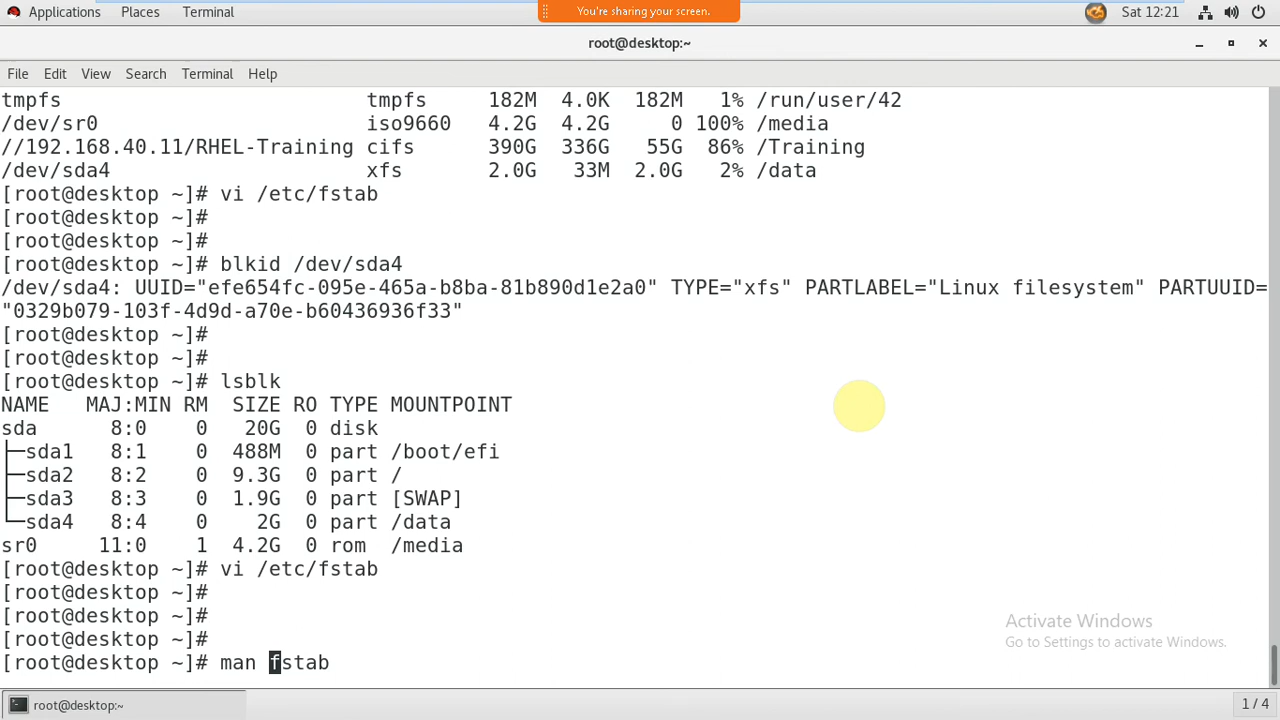 Applications Places Terminal You're sharing your screen. Sat 12:21
root@desktop:~
File Edit View Search Terminal Help
tmpfs tmpfs 182M 4.0K 182M 1% /run/user/42
/dev/sr0 iso9660 4.2G 4.2G 0 100% /media
//192.168.40.11/RHEL-Training cifs 390G 336G 55G 86% /Training
/dev/sda4 xfs 2.0G 33M 2.0G 2% /data
[root@desktop ~]# vi /etc/fstab
[root@desktop ~]#
[root@desktop ~]#
[root@desktop ~]# blkid /dev/sda4
/dev/sda4: UUID="efe654fc-095e-465a-b8ba-81b890d1e2a0" TYPE="xfs" PARTLABEL="Linux filesystem" PARTUUID=
"0329b079-103f-4d9d-a70e-b60436936f33"
[root@desktop ~]#
[root@desktop ~]#
[root@desktop ~]# lsblk
NAME MAJ:MIN RM SIZE RO TYPE MOUNTPOINT
sda 8:0 0 20G 0 disk
├─sda1 8:1 0 488M 0 part /boot/efi
├─sda2 8:2 0 9.3G 0 part /
├─sda3 8:3 0 1.9G 0 part [SWAP]
└─sda4 8:4 0 2G 0 part /data
sr0 11:0 1 4.2G 0 rom /media
[root@desktop ~]# vi /etc/fstab
[root@desktop ~]#
[root@desktop ~]#
[root@desktop ~]#
[root@desktop ~]# man fstab
Activate Windows
Go to Settings to activate Windows.
root@desktop:~ 1 / 4